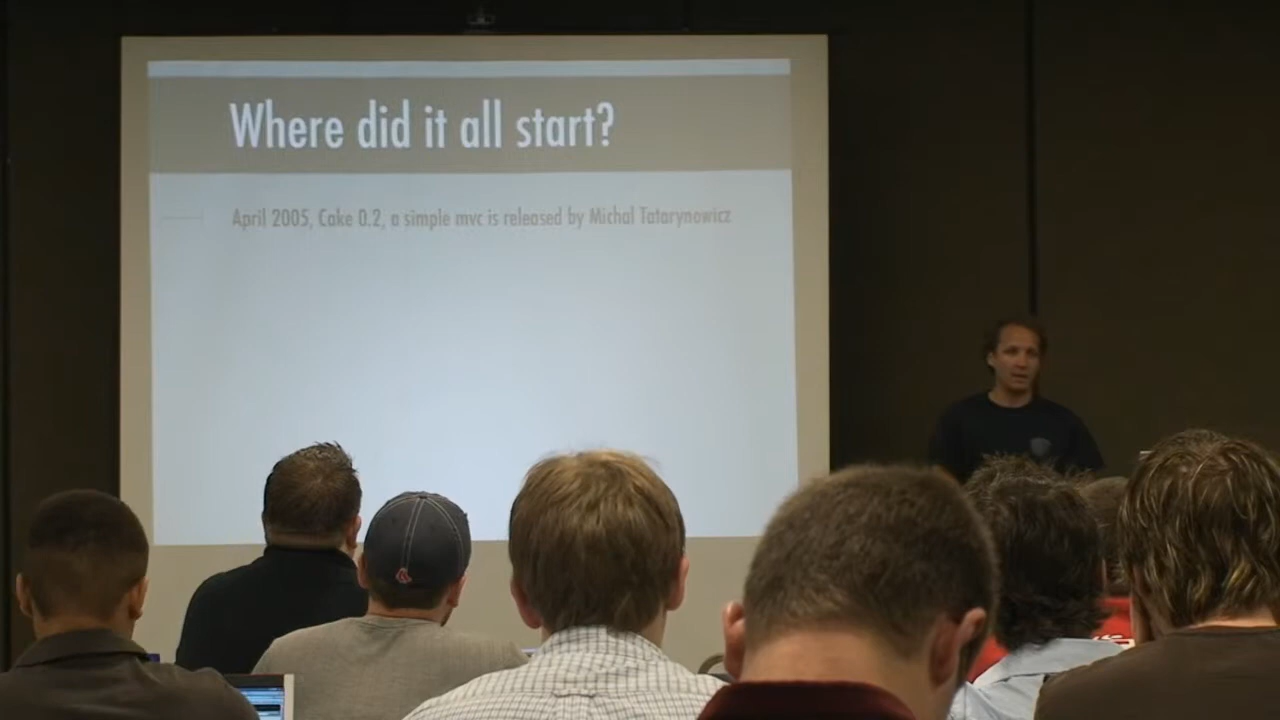 Where did it all start?
April 2005, Cake 0.2, a simple mvc is released by Michal Tatarynowicz